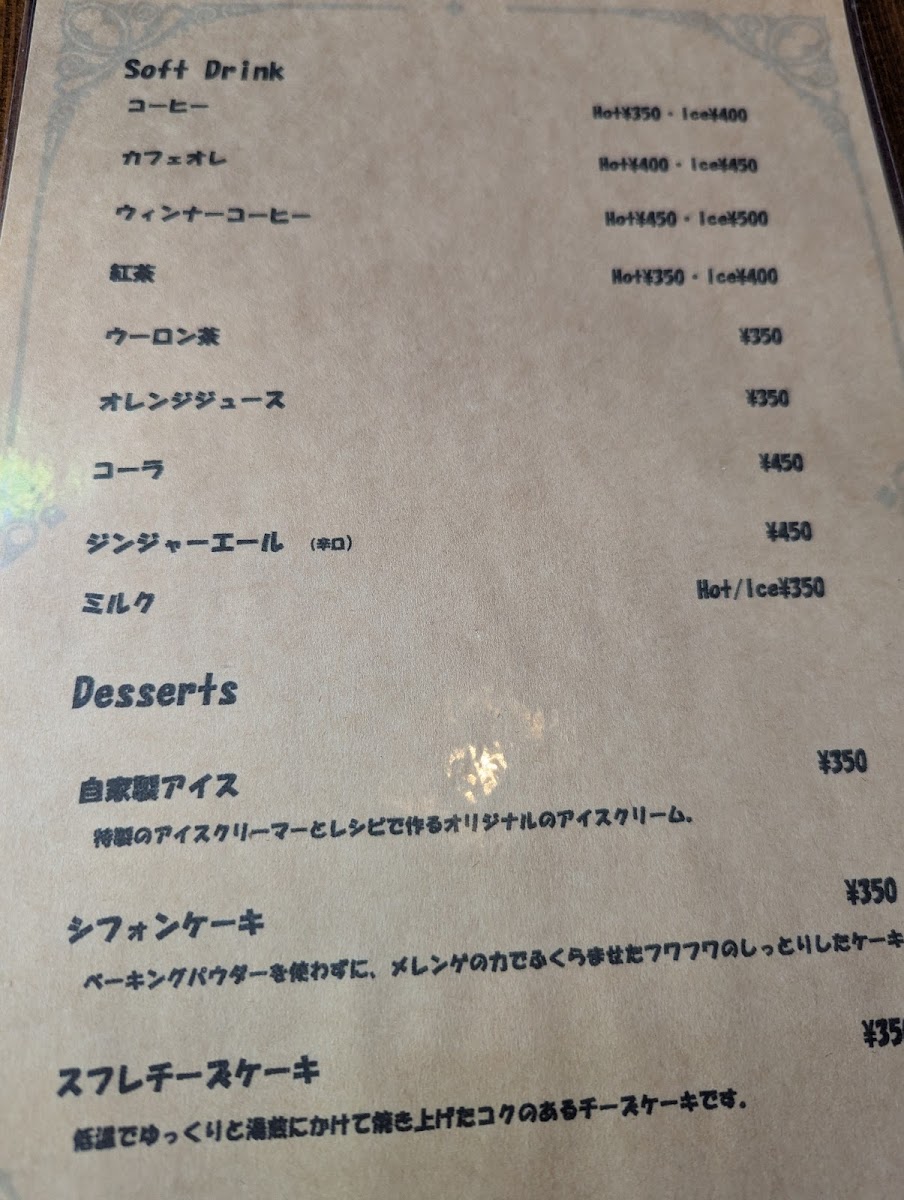 Soft Drink
コーヒー Hot¥350・Ice¥400
カフェオレ Hot¥400・Ice¥450
ウィンナーコーヒー Hot¥450・Ice¥500
紅茶 Hot¥350・Ice¥400
ウーロン茶 ¥350
オレンジジュース ¥350
コーラ ¥450
ジンジャーエール (辛口) ¥450
ミルク Hot/Ice¥350
Desserts
自家製アイス ¥350
特製のアイスクリーマーとレシピで作るオリジナルのアイスクリーム。
シフォンケーキ ¥350
ベーキングパウダーを使わずに、メレンゲの力でふくらませたフワフワのしっとりしたケーキ
スフレチーズケーキ ¥350
低温でゆっくりと湯煎にかけて焼き上げたコクのあるチーズケーキです。